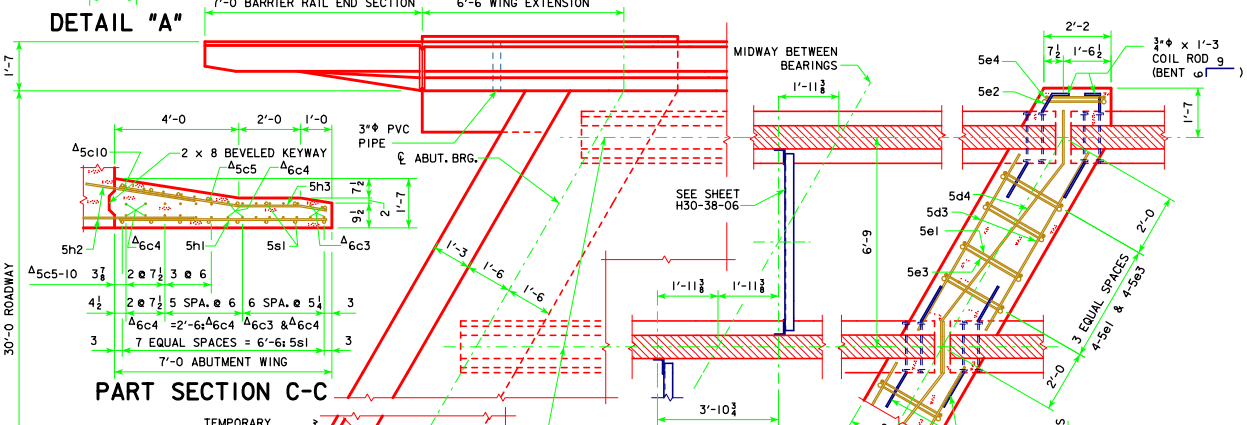 7'-0 BARRIER RAIL END SECTION
6'-6 WING EXTENSION
DETAIL "A"
1'-7
30'-0 ROADWAY
4'-0
2'-0
1'-0
Δ5c10
2 x 8 BEVELED KEYWAY
Δ5c5
Δ6c4
5h3
7½
9½
2
1'-7
5h2
Δ6c4
5h1
5s1
Δ6c3
Δ5c5-10
3⅞
2 @ 7½
3 @ 6
4½
2 @ 7½
5 SPA. @ 6
6 SPA. @ 5¼
3
Δ6c4
=2'-6:Δ6c4
Δ6c3 & Δ6c4
3
7 EQUAL SPACES = 6'-6: 5s1
3
7'-0 ABUTMENT WING
PART SECTION C-C
TEMPORARY
3"φ PVC
PIPE
℄ ABUT. BRG.
1'-3
1'-6
1'-6
MIDWAY BETWEEN
BEARINGS
1'-11⅜
SEE SHEET
H30-38-06
6'-9
1'-11⅜
1'-11⅜
3'-10¾
2'-2
7½
1'-6½
¾"φ x 1'-3
COIL ROD
(BENT 6 9 )
5e4
5e2
1'-7
5d4
5d3
5e1
5e3
2'-0
3 EQUAL SPACES
4-5e1 & 4-5e3
2'-0